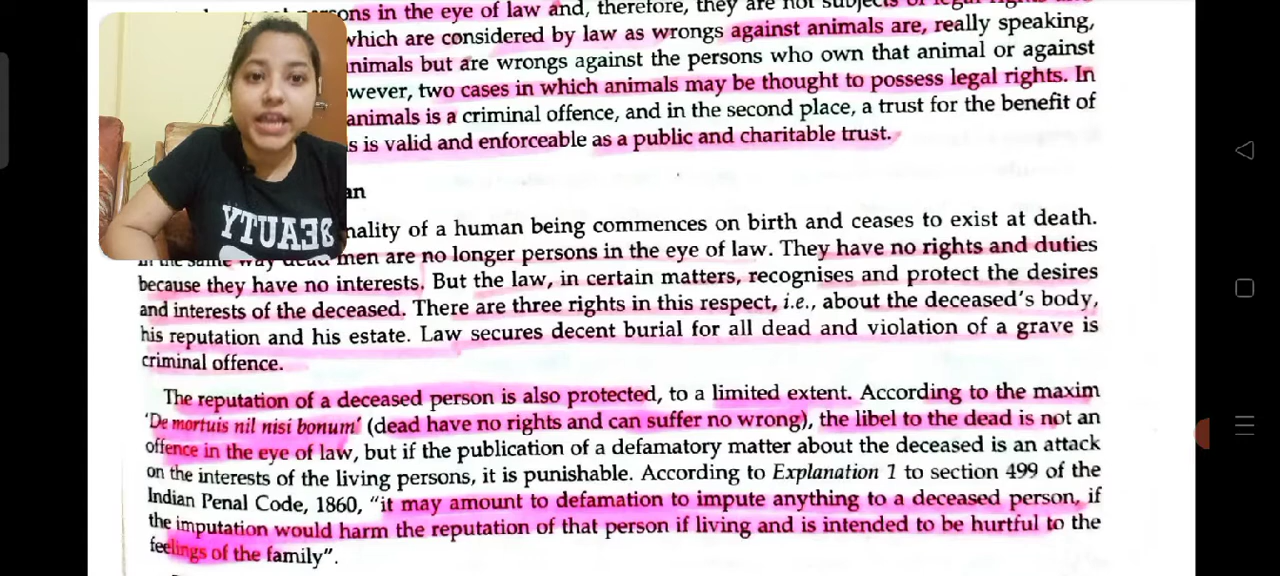 persons in the eye of law and, therefore, they are not subjects of legal rights
which are considered by law as wrongs against animals are, really speaking,
animals but are wrongs against the persons who own that animal or against
wever, two cases in which animals may be thought to possess legal rights. In
animals is a criminal offence, and in the second place, a trust for the benefit of
s is valid and enforceable as a public and charitable trust.
an
nality of a human being commences on birth and ceases to exist at death.
In the same way dead men are no longer persons in the eye of law. They have no rights and duties
because they have no interests. But the law, in certain matters, recognises and protect the desires
and interests of the deceased. There are three rights in this respect, i.e., about the deceased's body,
his reputation and his estate. Law secures decent burial for all dead and violation of a grave is
criminal offence.
The reputation of a deceased person is also protected, to a limited extent. According to the maxim
'De mortuis nil nisi bonum' (dead have no rights and can suffer no wrong), the libel to the dead is not an
offence in the eye of law, but if the publication of a defamatory matter about the deceased is an attack
on the interests of the living persons, it is punishable. According to Explanation 1 to section 499 of the
Indian Penal Code, 1860, "it may amount to defamation to impute anything to a deceased person, if
the imputation would harm the reputation of that person if living and is intended to be hurtful to the
feelings of the family".
BEAUTY